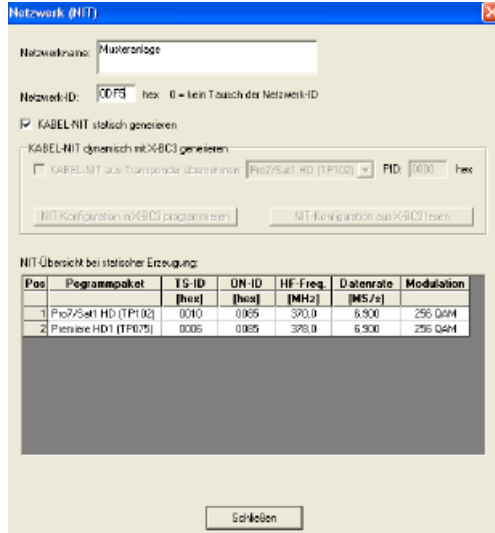 Netzwerk (NIT)
Netzwerkname: Musteranlage
Netzwerk-ID: 00F5 hex 0 = kein Tausch der Netzwerk-ID
KABEL-NIT statisch generieren
KABEL-NIT dynamisch mit X-BC3 generieren
KABEL-NIT aus Transponder übernehmen: Pro7/Sat1 HD (TP102) PID: 0000 hex
NIT-Konfiguration in X-BC3 programmieren NIT-Konfiguration aus X-BC3 lesen
NIT-Übersicht bei statischer Erzeugung:
Pos Pogrammpaket TS-ID ON-ID HF-Freq. Datenrate Modulation
[hex] [hex] [MHz] [MS/s]
1 Pro7/Sat1 HD (TP102) 0010 0085 370,0 6,900 256 QAM
2 Premiere HD1 (TP075) 0006 0085 378,0 6,900 256 QAM
Schließen